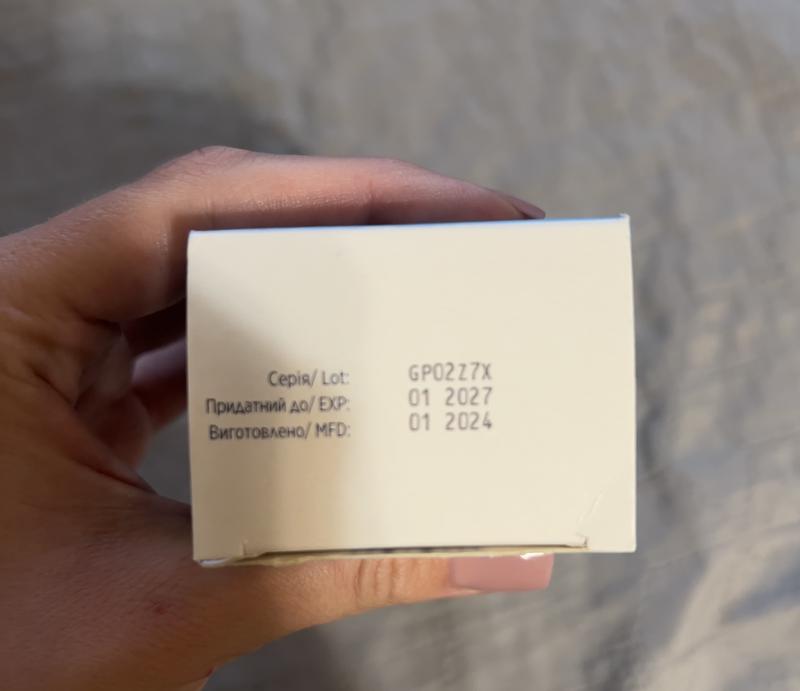 Серія/ Lot: GP02Z7X
Придатний до/ EXP: 01 2027
Виготовлено/ MFD: 01 2024